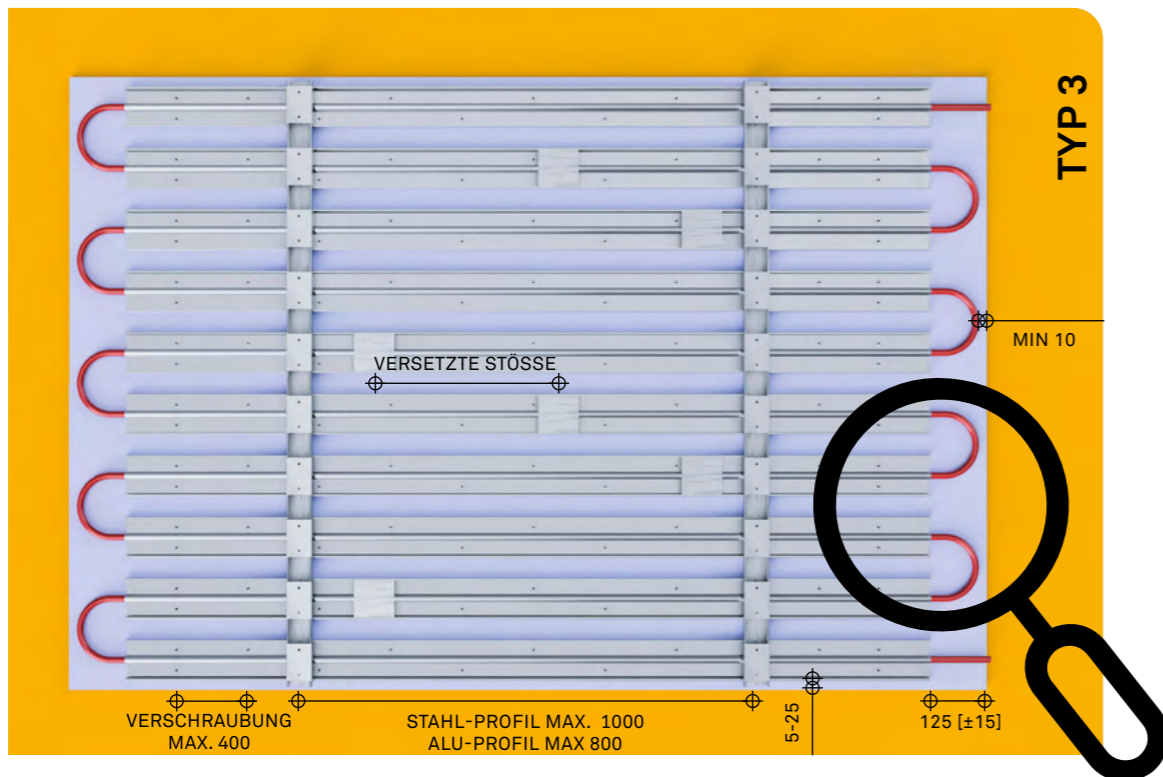 TYP 3
MIN 10
VERSETZTE STÖSSE
VERSCHRAUBUNG
MAX. 400
STAHL-PROFIL MAX. 1000
ALU-PROFIL MAX 800
5-25
125 [±15]